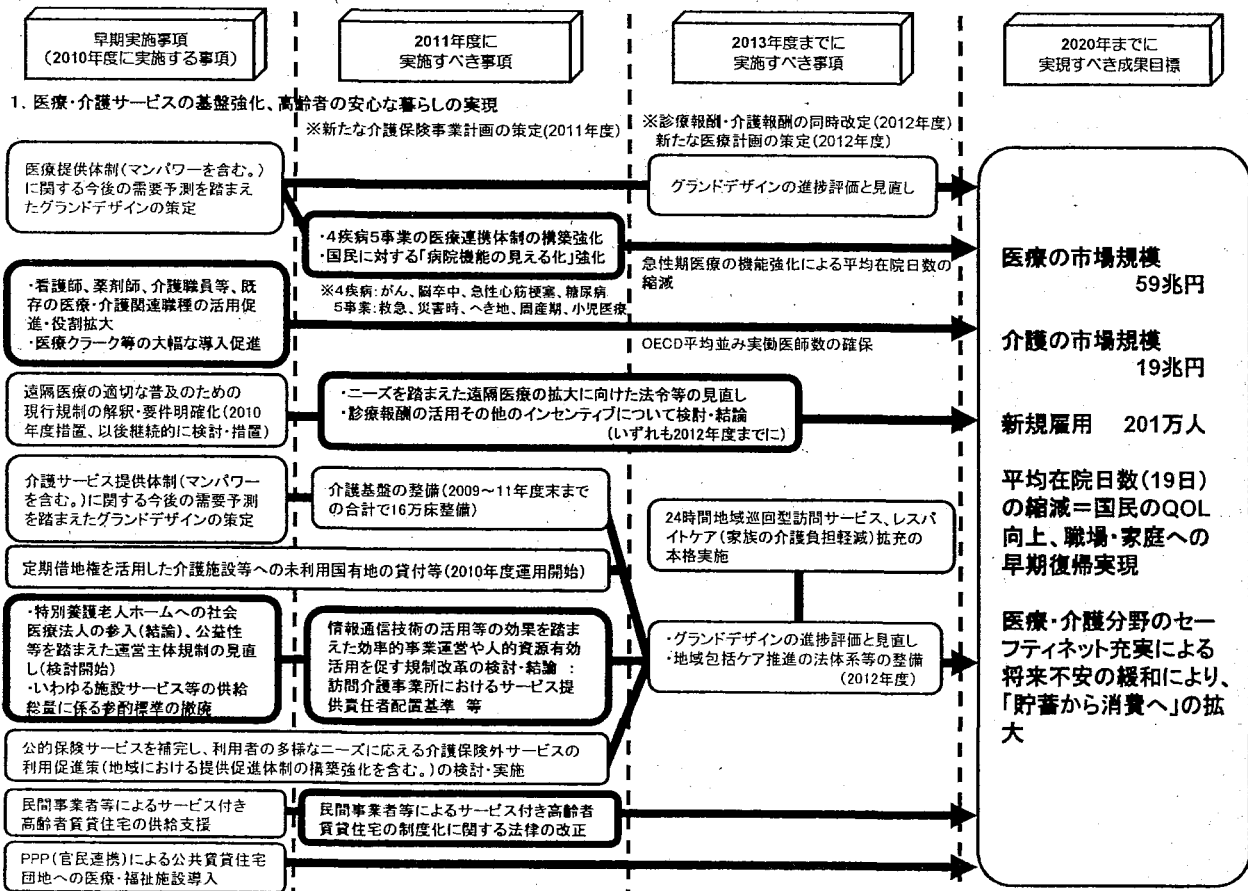 早期実施事項
(2010年度に実施する事項)
2011年度に
実施すべき事項
2013年度までに
実施すべき事項
2020年までに
実現すべき成果目標
1. 医療・介護サービスの基盤強化、高齢者の安心な暮らしの実現
※新たな介護保険事業計画の策定(2011年度)
※診療報酬・介護報酬の同時改定(2012年度)
新たな医療計画の策定(2012年度)
医療提供体制(マンパワーを含む。)
に関する今後の需要予測を踏まえ
たグランドデザインの策定
グランドデザインの進捗評価と見直し
・4疾病5事業の医療連携体制の構築強化
・国民に対する「病院機能の見える化」強化
※4疾病:がん、脳卒中、急性心筋梗塞、糖尿病
5事業:救急、災害時、へき地、周産期、小児医療
急性期医療の機能強化による平均在院日数の
縮減
・看護師、薬剤師、介護職員等、既
存の医療・介護関連職種の活用促
進・役割拡大
・医療クラーク等の大幅な導入促進
OECD平均並み実働医師数の確保
遠隔医療の適切な普及のための
現行規制の解釈・要件明確化(2010
年度措置、以後継続的に検討・措置)
・ニーズを踏まえた遠隔医療の拡大に向けた法令等の見直し
・診療報酬の活用その他のインセンティブについて検討・結論
(いずれも2012年度までに)
介護サービス提供体制(マンパワー
を含む。)に関する今後の需要予測
を踏まえたグランドデザインの策定
介護基盤の整備(2009~11年度末まで
の合計で16万床整備)
24時間地域巡回型訪問サービス、レスパ
イトケア(家族の介護負担軽減)拡充の
本格実施
定期借地権を活用した介護施設等への未利用国有地の貸付等(2010年度運用開始)
・特別養護老人ホームへの社会
医療法人の参入(結論)、公益性
等を踏まえた運営主体規制の見直
し(検討開始)
・いわゆる施設サービス等の供給
総量に係る参酌標準の撤廃
情報通信技術の活用等の効果を踏ま
えた効率的事業運営や人的資源有効
活用を促す規制改革の検討・結論 :
訪問介護事業所におけるサービス提
供責任者配置基準 等
・グランドデザインの進捗評価と見直し
・地域包括ケア推進の法体系等の整備
(2012年度)
公的保険サービスを補完し、利用者の多様なニーズに応える介護保険外サービスの
利用促進策(地域における提供促進体制の構築強化を含む。)の検討・実施
民間事業者等によるサービス付き
高齢者賃貸住宅の供給支援
民間事業者等によるサービス付き高齢者
賃貸住宅の制度化に関する法律の改正
PPP(官民連携)による公共賃貸住宅
団地への医療・福祉施設導入
医療の市場規模
59兆円
介護の市場規模
19兆円
新規雇用 201万人
平均在院日数(19日)
の縮減=国民のQOL
向上、職場・家庭への
早期復帰実現
医療・介護分野のセー
フティネット充実による
将来不安の緩和により、
「貯蓄から消費へ」の拡
大